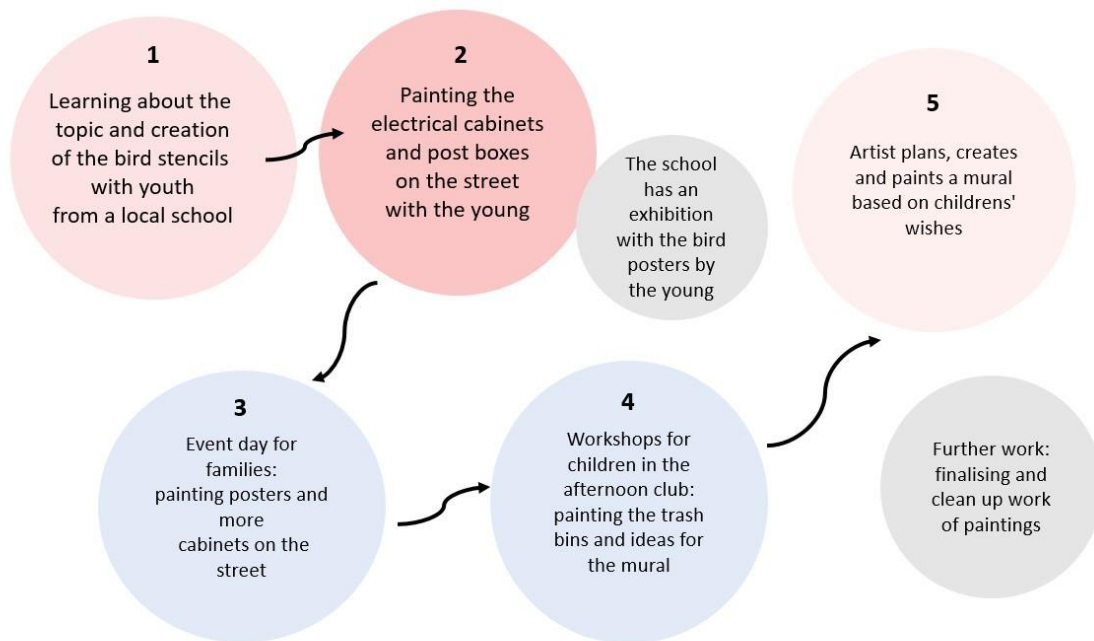 1
Learning about the
topic and creation
of the bird stencils
with youth
from a local school
2
Painting the
electrical cabinets
and post boxes
on the street
with the young
The school
has an
exhibition
with the bird
posters by
the young
3
Event day for
families:
painting posters and
more
cabinets on the
street
4
Workshops for
children in the
afternoon club:
painting the trash
bins and ideas for
the mural
5
Artist plans, creates
and paints a mural
based on childrens'
wishes
Further work:
finalising and
clean up work
of paintings